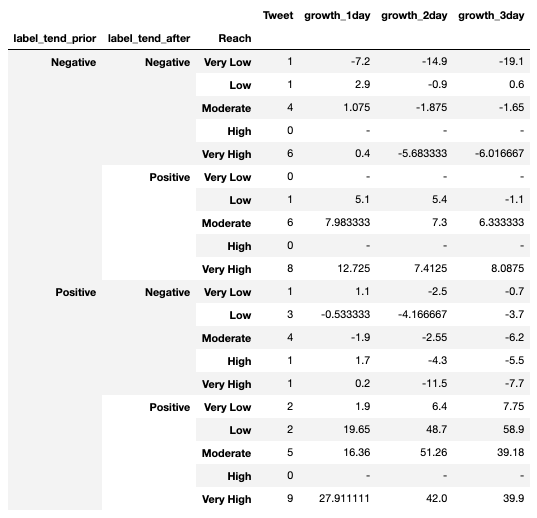 Tweet growth_1day growth_2day growth_3day
label_tend_prior label_tend_after Reach
Negative Negative Very Low 1 -7.2 -14.9 -19.1
Low 1 2.9 -0.9 0.6
Moderate 4 1.075 -1.875 -1.65
High 0 - - -
Very High 6 0.4 -5.683333 -6.016667
Positive Very Low 0 - - -
Low 1 5.1 5.4 -1.1
Moderate 6 7.983333 7.3 6.333333
High 0 - - -
Very High 8 12.725 7.4125 8.0875
Positive Negative Very Low 1 1.1 -2.5 -0.7
Low 3 -0.533333 -4.166667 -3.7
Moderate 4 -1.9 -2.55 -6.2
High 1 1.7 -4.3 -5.5
Very High 1 0.2 -11.5 -7.7
Positive Very Low 2 1.9 6.4 7.75
Low 2 19.65 48.7 58.9
Moderate 5 16.36 51.26 39.18
High 0 - - -
Very High 9 27.911111 42.0 39.9